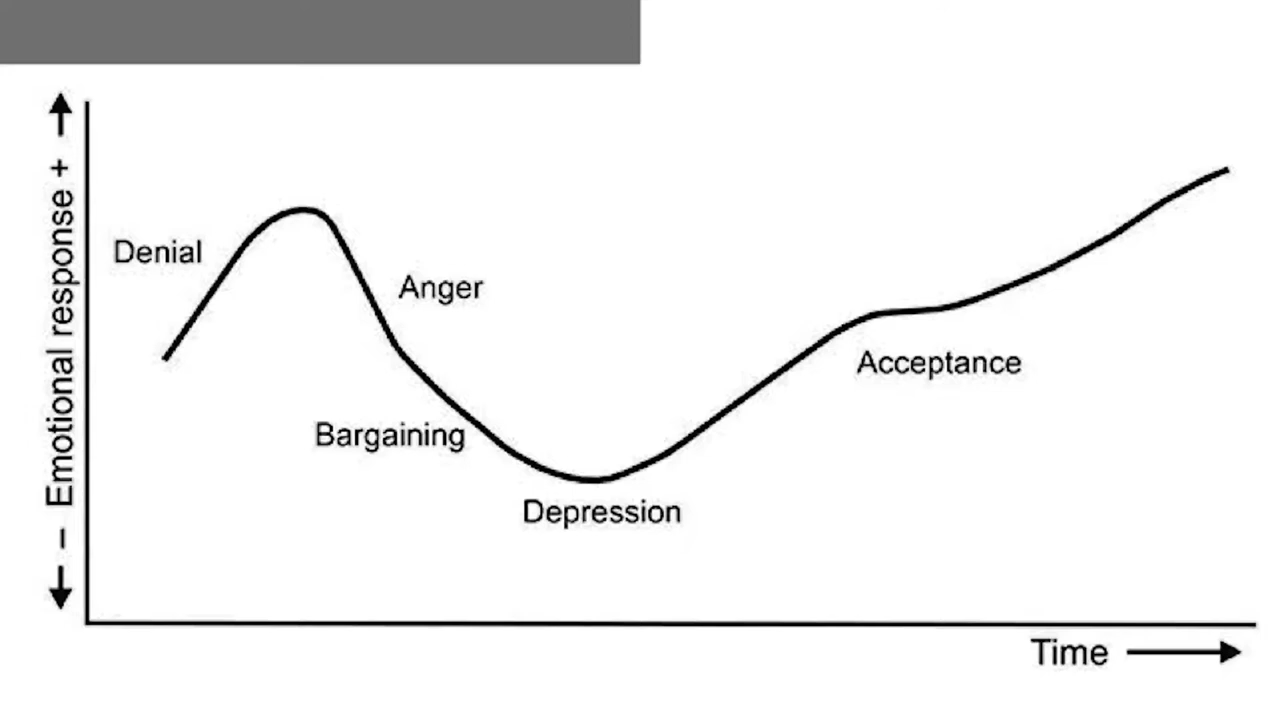 – Emotional response +
Denial
Anger
Bargaining
Depression
Acceptance
Time